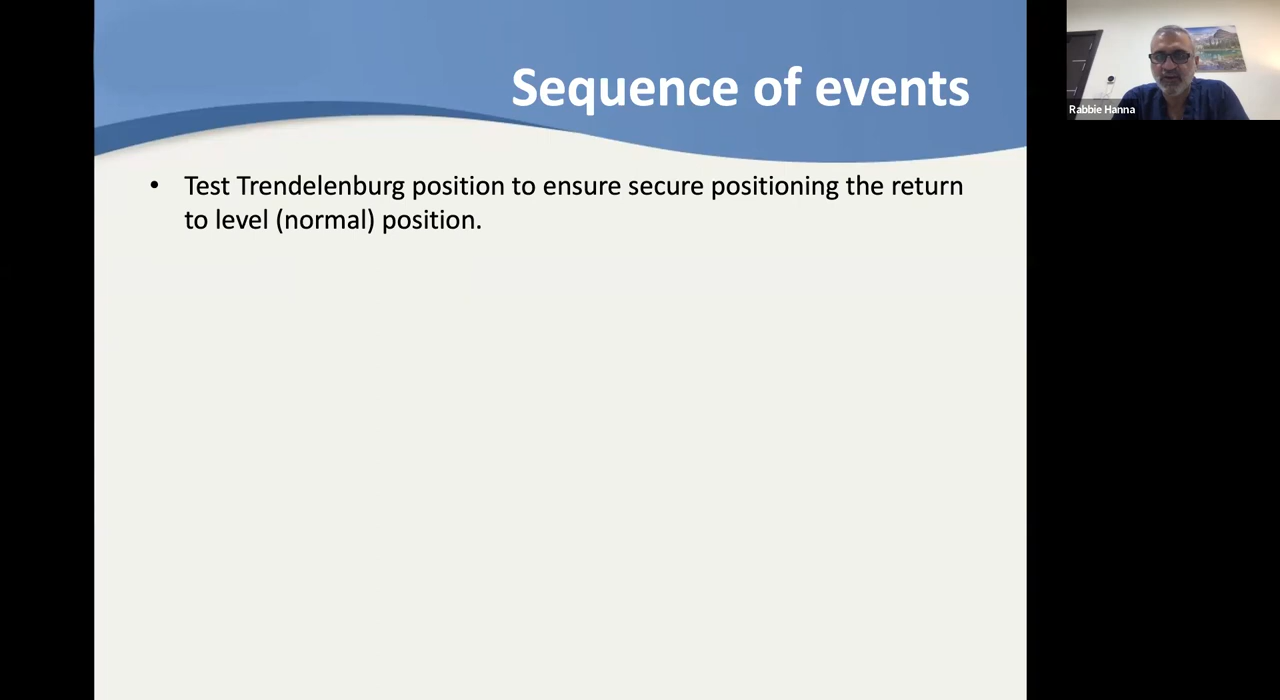 Sequence of events
Rabbie Hanna
• Test Trendelenburg position to ensure secure positioning the return
to level (normal) position.